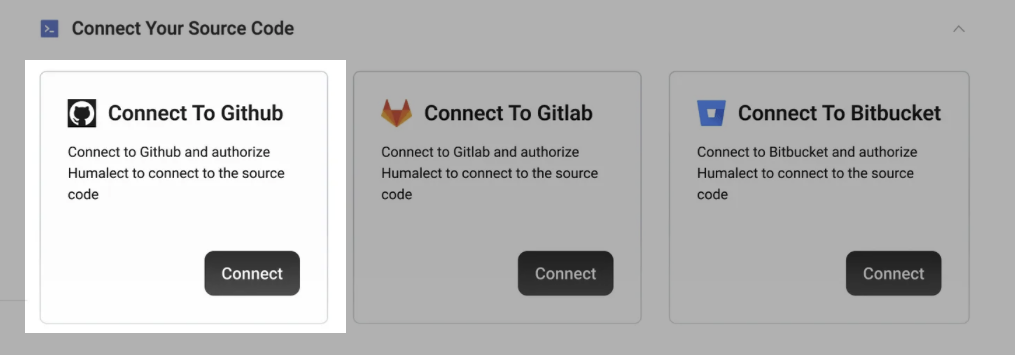 Connect Your Source Code
Connect To Github
Connect to Github and authorize
Humalect to connect to the source
code
Connect
Connect To Gitlab
Connect to Gitlab and authorize
Humalect to connect to the source
code
Connect
Connect To Bitbucket
Connect to Bitbucket and authorize
Humalect to connect to the source
code
Connect